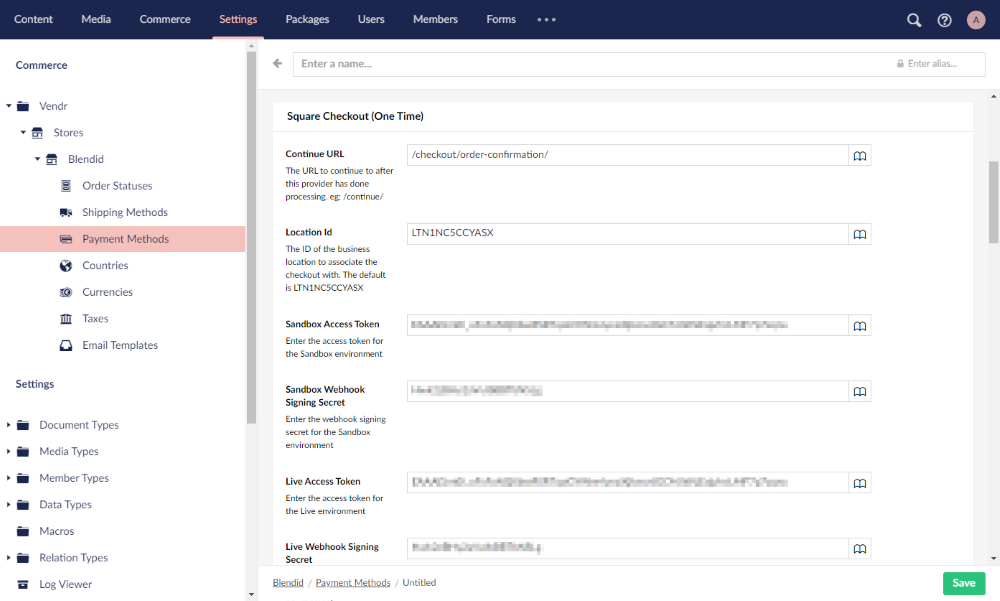 Content Media Commerce Settings Packages Users Members Forms
A
Commerce
Vendr
Stores
Blendid
Order Statuses
Shipping Methods
Payment Methods
Countries
Currencies
Taxes
Email Templates
Settings
Document Types
Media Types
Member Types
Data Types
Macros
Relation Types
Log Viewer
Enter a name... Enter alias...
Square Checkout (One Time)
Continue URL /checkout/order-confirmation/
The URL to continue to after
this provider has done
processing. eg: /continue/
Location Id LTN1NC5CCYASX
The ID of the business
location to associate the
checkout with. The default
is LTN1NC5CCYASX
Sandbox Access Token
Enter the access token for
the Sandbox environment
Sandbox Webhook
Signing Secret
Enter the webhook signing
secret for the Sandbox
environment
Live Access Token
Enter the access token for
the Live environment
Live Webhook Signing
Secret
Blendid / Payment Methods / Untitled
Save